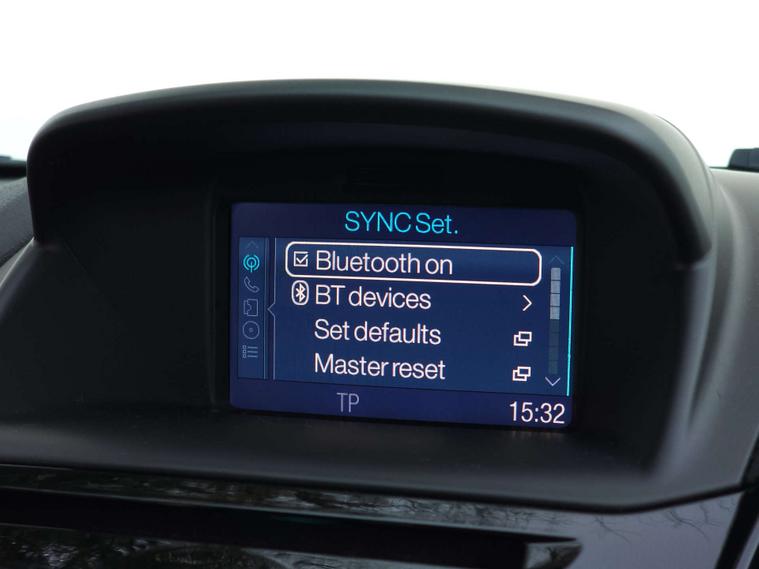 SYNC Set.
Bluetooth on
BT devices
Set defaults
Master reset
TP
15:32